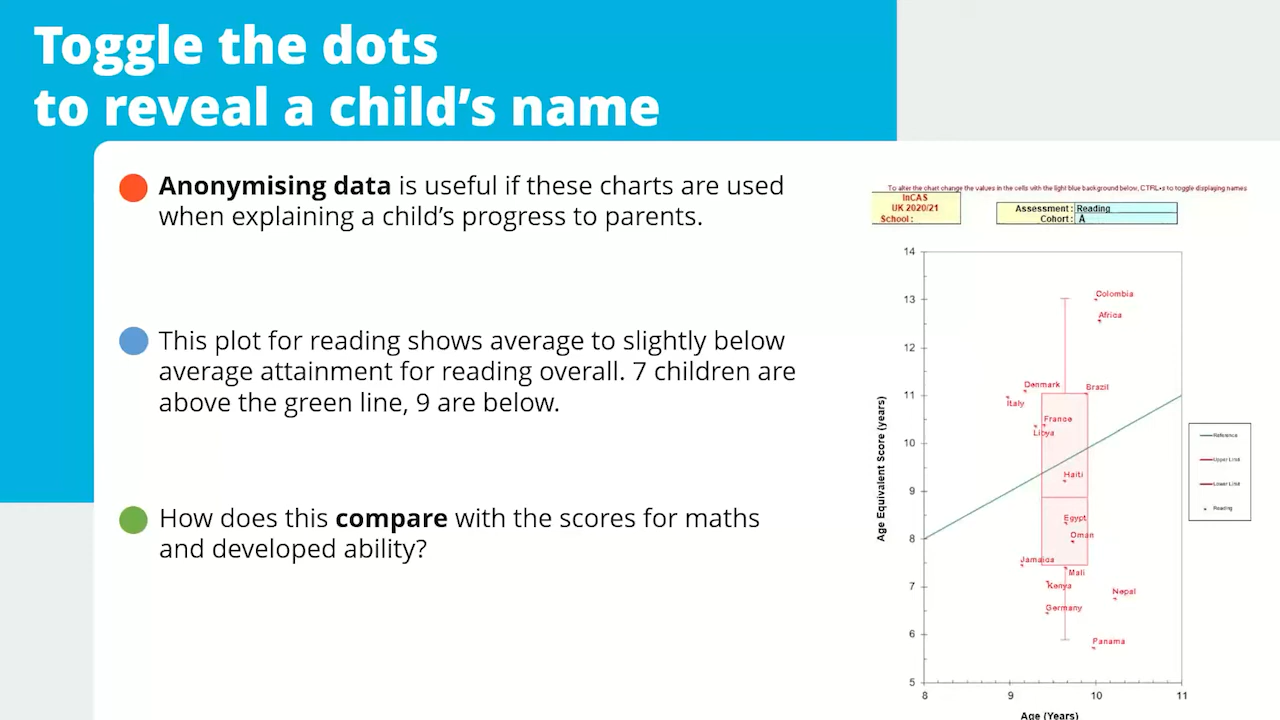 Toggle the dots
to reveal a child's name
Anonymising data is useful if these charts are used
when explaining a child's progress to parents.
This plot for reading shows average to slightly below
average attainment for reading overall. 7 children are
above the green line, 9 are below.
How does this compare with the scores for maths
and developed ability?
To alter the chart change the values in the cells with the light blue background below, CTRL+s to toggle displaying names
InCAS
UK 2020/21
School :
Assessment : Reading
Cohort : A
14
13
12
11
10
9
8
7
6
5
Age Equivalent Score (years)
Colombia
Africa
Denmark
Brazil
Italy
France
Libya
Haiti
Egypt
Oman
Jamaica
Mali
Kenya
Nepal
Germany
Panama
8
9
10
11
Age (Years)
Reference
Upper Limit
Lower Limit
Reading